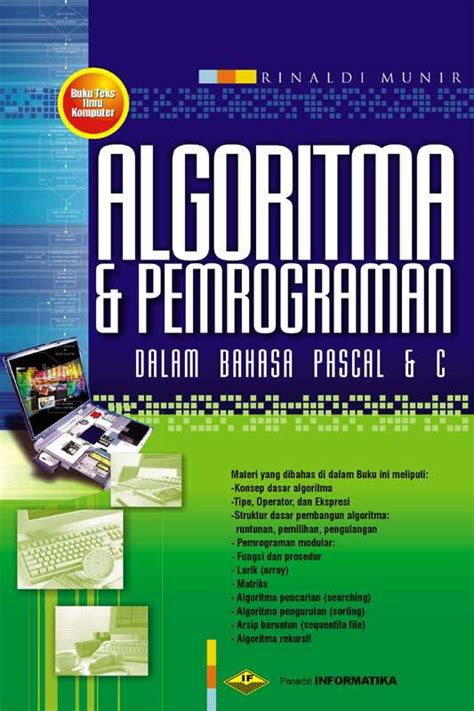 RINALDI MUNIR
Buku Teks
Ilmu
Komputer
ALGORITMA
& PEMROGRAMAN
DALAM BAHASA PASCAL & C
Materi yang dibahas di dalam Buku ini meliputi:
-Konsep dasar algoritma
-Tipe, Operator, dan Ekspresi
-Struktur dasar pembangun algoritma:
runtunan, pemilihan, pengulangan
- Pemrograman modular:
- Fungsi dan prosedur
- Larik (array)
- Matriks
- Algoritma pencarian (searching)
- Algoritma pengurutan (sorting)
- Arsip beruntun (sequentila file)
- Algoritma rekursif
IF
Penerbit INFORMATIKA